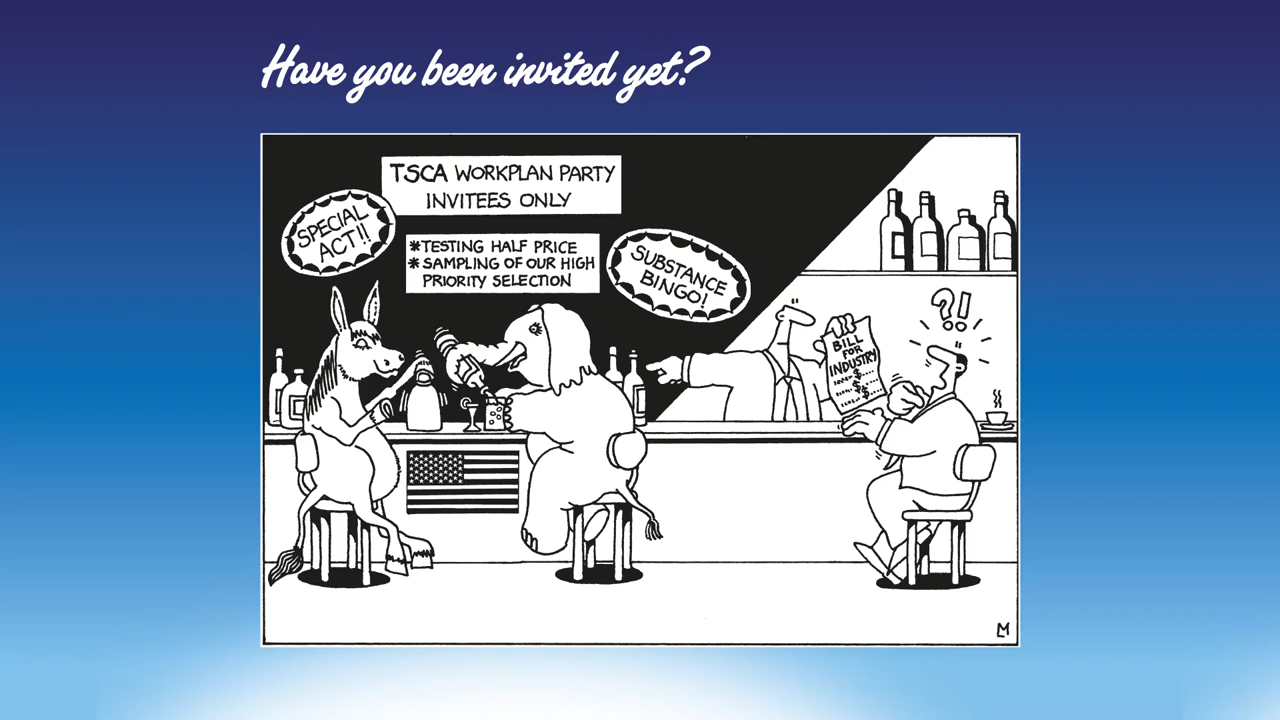 Have you been invited yet?
TSCA WORKPLAN PARTY
INVITEES ONLY
SPECIAL
ACT!!
*TESTING HALF PRICE
*SAMPLING OF OUR HIGH
PRIORITY SELECTION
SUBSTANCE
BINGO!
?!
BILL
FOR
INDUSTRY
$
$
$
LM